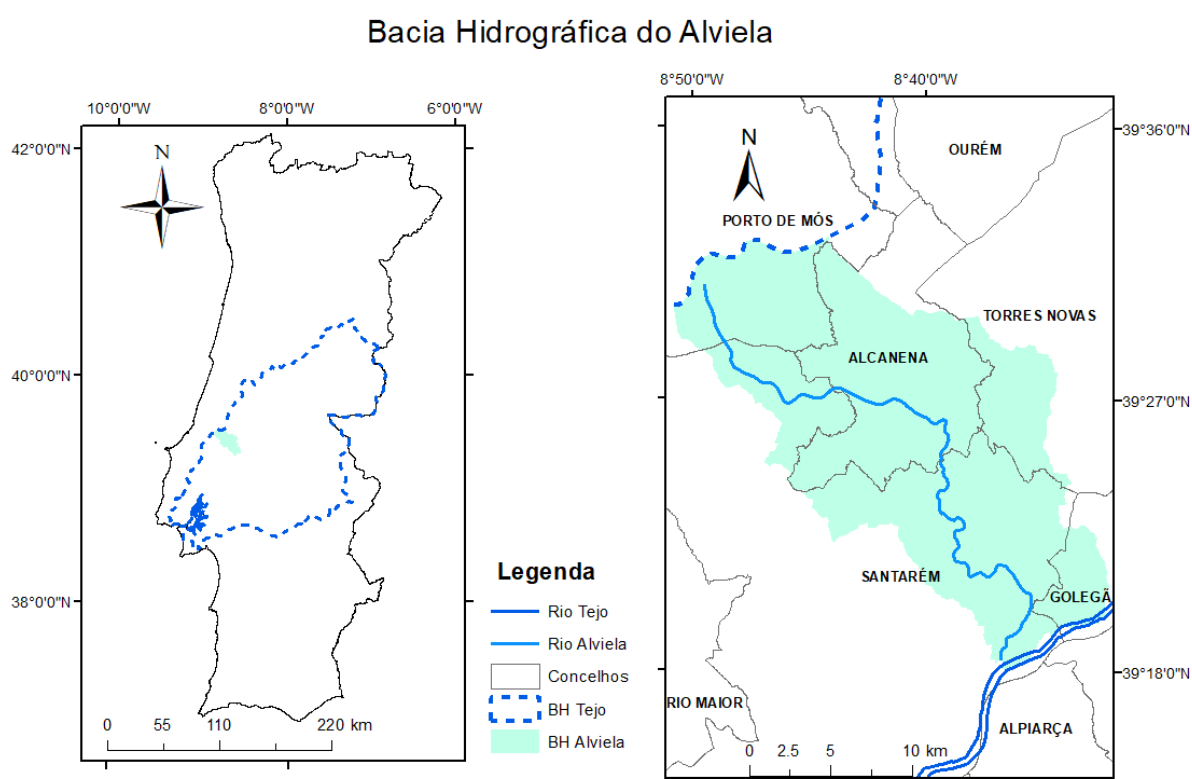 Bacia Hidrográfica do Alviela
10°0'0"W
8°0'0"W
6°0'0"W
42°0'0"N
40°0'0"N
38°0'0"N
N
0 55 110 220 km
Legenda
Rio Tejo
Rio Alviela
Concelhos
BH Tejo
BH Alviela
8°50'0"W
8°40'0"W
39°36'0"N
39°27'0"N
39°18'0"N
N
OURÉM
PORTO DE MÓS
TORRES NOVAS
ALCANENA
SANTARÉM
GOLEGÃ
RIO MAIOR
ALPIARÇA
0 2.5 5 10 km